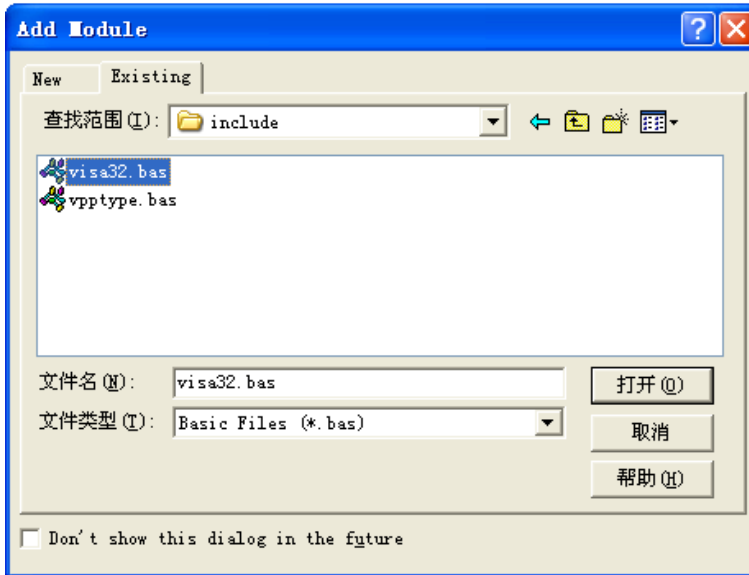 Add Module
New Existing
查找范围(I): include
visa32.bas
vpptype.bas
文件名(N): visa32.bas 打开(O)
文件类型(T): Basic Files (*.bas) 取消
帮助(H)
Don't show this dialog in the future